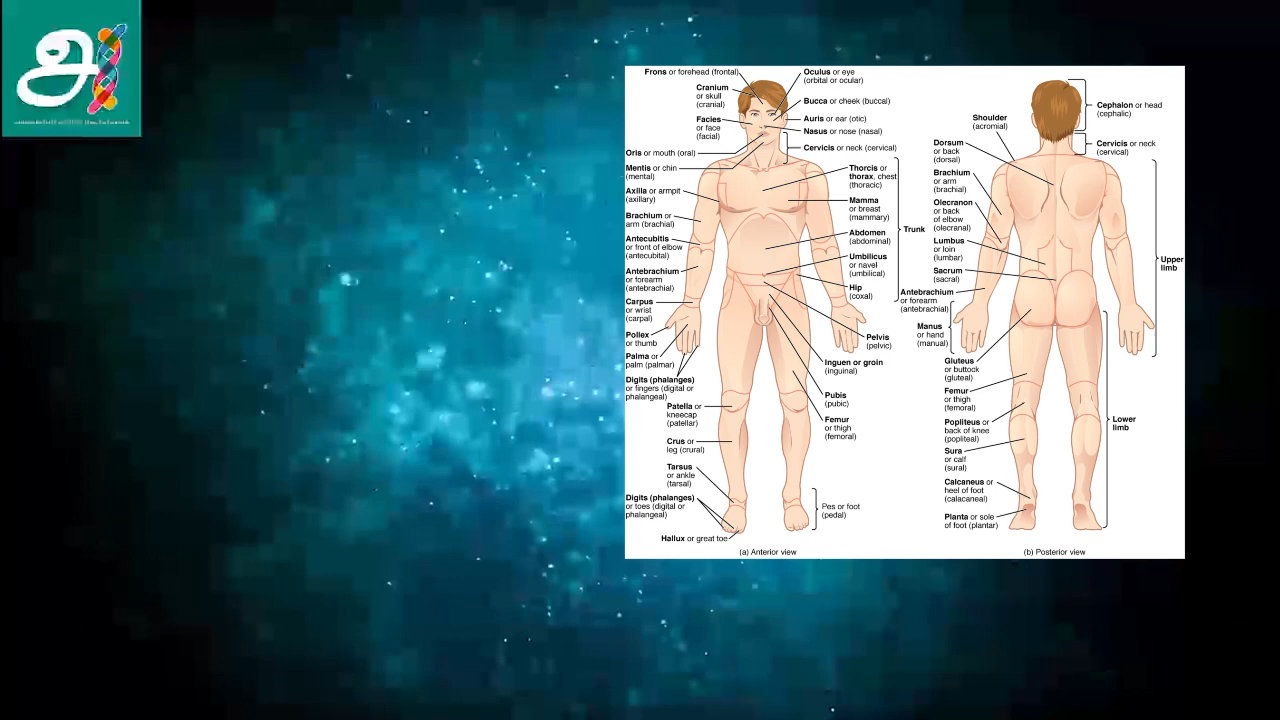 அ
Frons or forehead (frontal)
Cranium
or skull
(cranial)
Facies
or face
(facial)
Oris or mouth (oral)
Mentis or chin
(mental)
Axilla or armpit
(axillary)
Brachium or
arm (brachial)
Antecubitis
or front of elbow
(antecubital)
Antebrachium
or forearm
(antebrachial)
Carpus
or wrist
(carpal)
Pollex
or thumb
Palma or
palm (palmar)
Digits (phalanges)
or fingers (digital or
phalangeal)
Patella or
kneecap
(patellar)
Crus or
leg (crural)
Tarsus
or ankle
(tarsal)
Digits (phalanges)
or toes (digital or
phalangeal)
Hallux or great toe
Oculus or eye
(orbital or ocular)
Bucca or cheek (buccal)
Auris or ear (otic)
Nasus or nose (nasal)
Cervicis or neck (cervical)
Thorcis or
thorax, chest
(thoracic)
Mamma
or breast
(mammary)
Abdomen
(abdominal)
Umbilicus
or navel
(umbilical)
Hip
(coxal)
Trunk
Pelvis
(pelvic)
Inguen or groin
(inguinal)
Pubis
(pubic)
Femur
or thigh
(femoral)
Pes or foot
(pedal)
(a) Anterior view
Shoulder
(acromial)
Dorsum
or back
(dorsal)
Brachium
or arm
(brachial)
Olecranon
or back
of elbow
(olecranal)
Lumbus
or loin
(lumbar)
Sacrum
(sacral)
Antebrachium
or forearm
(antebrachial)
Manus
or hand
(manual)
Gluteus
or buttock
(gluteal)
Femur
or thigh
(femoral)
Popliteus or
back of knee
(popliteal)
Sura
or calf
(sural)
Calcaneus or
heel of foot
(calacaneal)
Planta or sole
of foot (plantar)
Cephalon or head
(cephalic)
Cervicis or neck
(cervical)
Upper
limb
Lower
limb
(b) Posterior view